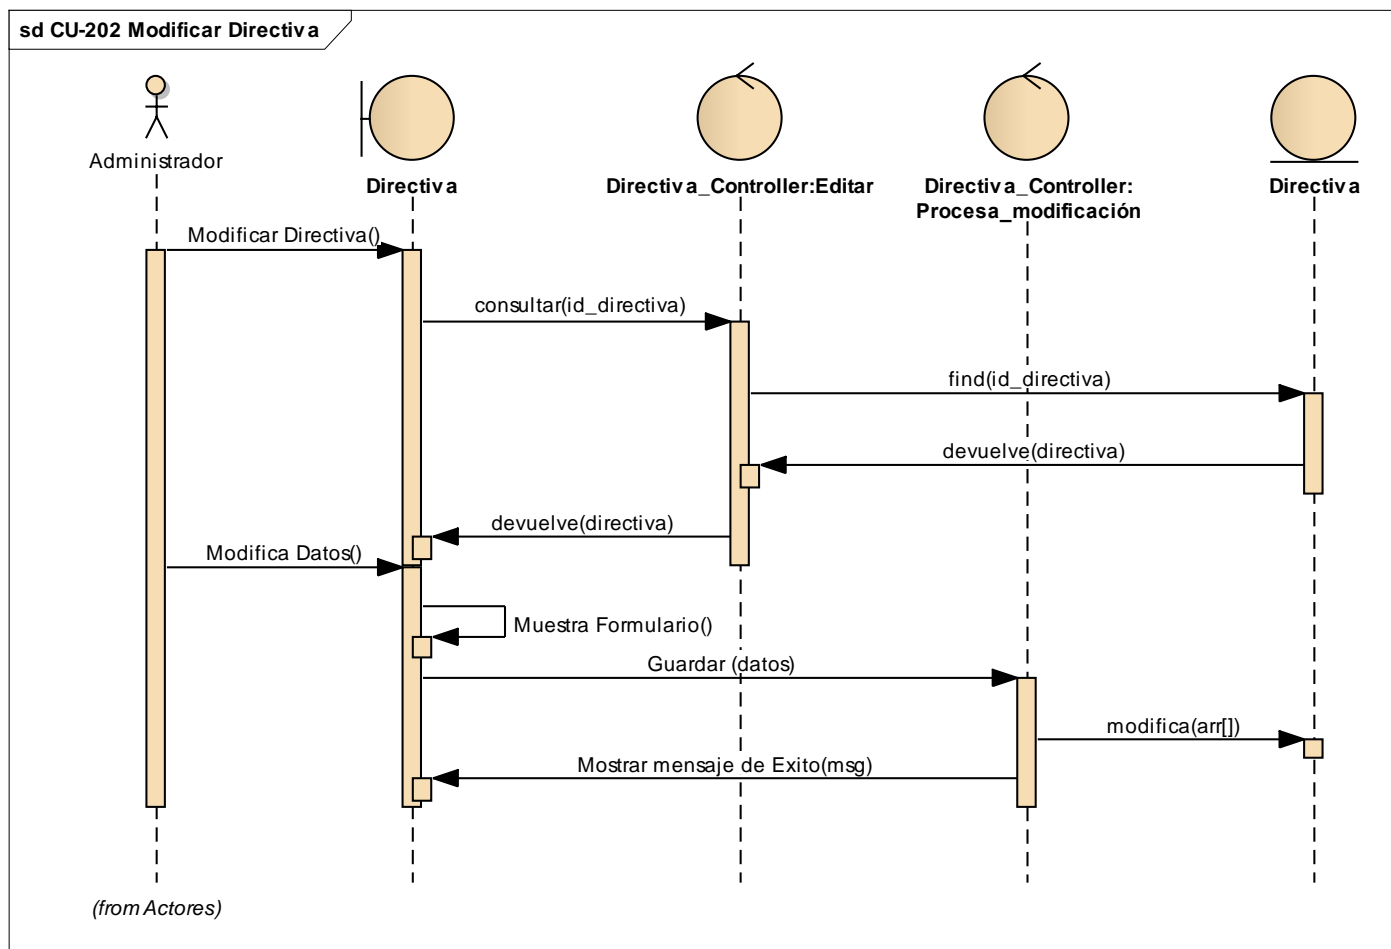 sd CU-202 Modificar Directiva
Administrador
Directiva
Directiva_Controller:Editar
Directiva_Controller:
Procesa_modificación
Directiva
Modificar Directiva()
consultar(id_directiva)
find(id_directiva)
devuelve(directiva)
devuelve(directiva)
Modifica Datos()
Muestra Formulario()
Guardar (datos)
modifica(arr[])
Mostrar mensaje de Exito(msg)
(from Actores)